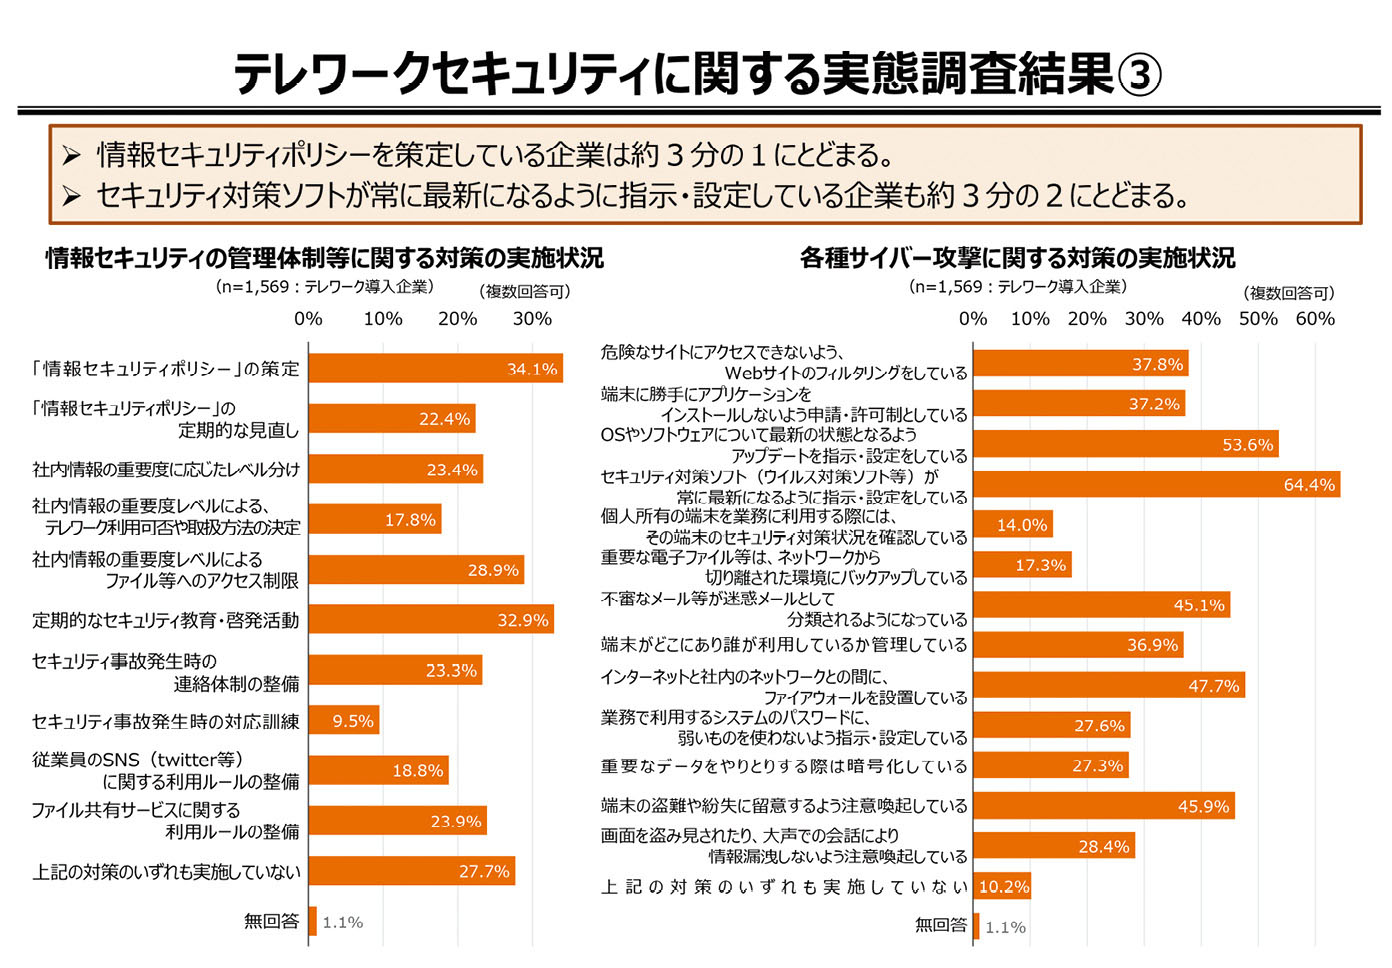 テレワークセキュリティに関する実態調査結果③
➢ 情報セキュリティポリシーを策定している企業は約３分の１にとどまる。
➢ セキュリティ対策ソフトが常に最新になるように指示・設定している企業も約３分の２にとどまる。
情報セキュリティの管理体制等に関する対策の実施状況
（n=1,569：テレワーク導入企業）
（複数回答可）
0% 10% 20% 30%
「情報セキュリティポリシー」の策定 34.1%
「情報セキュリティポリシー」の
定期的な見直し 22.4%
社内情報の重要度に応じたレベル分け 23.4%
社内情報の重要度レベルによる、
テレワーク利用可否や取扱方法の決定 17.8%
社内情報の重要度レベルによる
ファイル等へのアクセス制限 28.9%
定期的なセキュリティ教育・啓発活動 32.9%
セキュリティ事故発生時の
連絡体制の整備 23.3%
セキュリティ事故発生時の対応訓練 9.5%
従業員のSNS（twitter等）
に関する利用ルールの整備 18.8%
ファイル共有サービスに関する
利用ルールの整備 23.9%
上記の対策のいずれも実施していない 27.7%
無回答 1.1%
各種サイバー攻撃に関する対策の実施状況
（n=1,569：テレワーク導入企業）
（複数回答可）
0% 10% 20% 30% 40% 50% 60%
危険なサイトにアクセスできないよう、
Webサイトのフィルタリングをしている 37.8%
端末に勝手にアプリケーションを
インストールしないよう申請・許可制としている 37.2%
OSやソフトウェアについて最新の状態となるよう
アップデートを指示・設定をしている 53.6%
セキュリティ対策ソフト（ウイルス対策ソフト等）が
常に最新になるように指示・設定をしている 64.4%
個人所有の端末を業務に利用する際には、
その端末のセキュリティ対策状況を確認している 14.0%
重要な電子ファイル等は、ネットワークから
切り離された環境にバックアップしている 17.3%
不審なメール等が迷惑メールとして
分類されるようになっている 45.1%
端末がどこにあり誰が利用しているか管理している 36.9%
インターネットと社内のネットワークとの間に、
ファイアウォールを設置している 47.7%
業務で利用するシステムのパスワードに、
弱いものを使わないよう指示・設定している 27.6%
重要なデータをやりとりする際は暗号化している 27.3%
端末の盗難や紛失に留意するよう注意喚起している 45.9%
画面を盗み見されたり、大声での会話により
情報漏洩しないよう注意喚起している 28.4%
上記の対策のいずれも実施していない 10.2%
無回答 1.1%